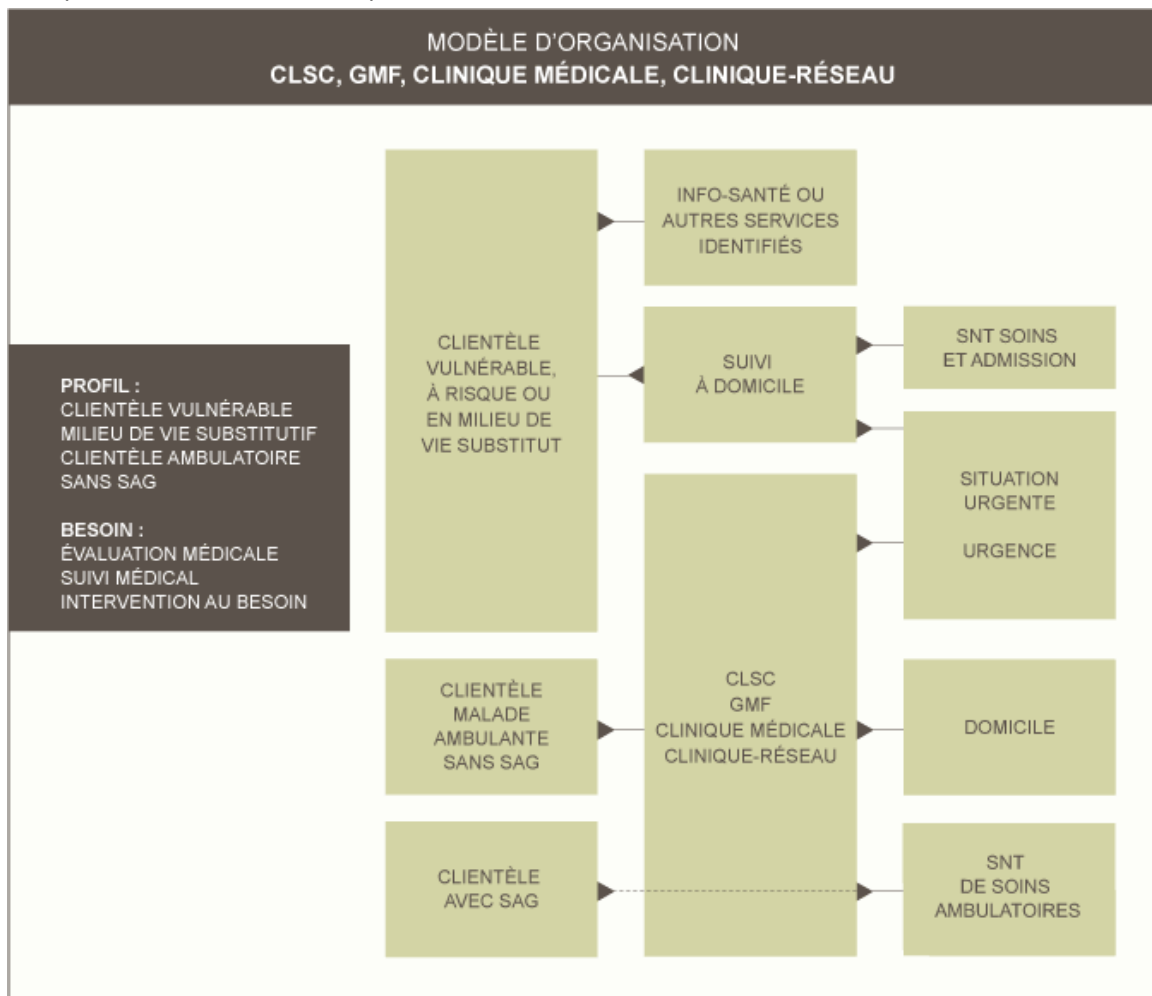 MODÈLE D'ORGANISATION
CLSC, GMF, CLINIQUE MÉDICALE, CLINIQUE-RÉSEAU
PROFIL :
CLIENTÈLE VULNÉRABLE
MILIEU DE VIE SUBSTITUTIF
CLIENTÈLE AMBULATOIRE
SANS SAG
BESOIN :
ÉVALUATION MÉDICALE
SUIVI MÉDICAL
INTERVENTION AU BESOIN
CLIENTÈLE
VULNÉRABLE,
À RISQUE OU
EN MILIEU DE
VIE SUBSTITUT
CLIENTÈLE
MALADE
AMBULANTE
SANS SAG
CLIENTÈLE
AVEC SAG
INFO-SANTÉ OU
AUTRES SERVICES
IDENTIFIÉS
SUIVI
À DOMICILE
CLSC
GMF
CLINIQUE MÉDICALE
CLINIQUE-RÉSEAU
SNT SOINS
ET ADMISSION
SITUATION
URGENTE
URGENCE
DOMICILE
SNT
DE SOINS
AMBULATOIRES